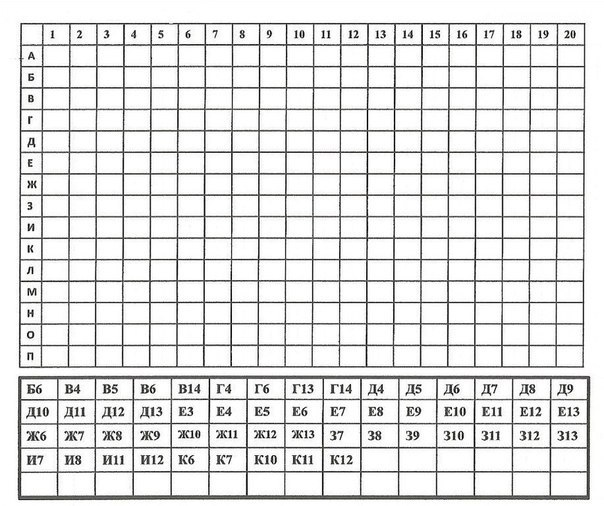 1 2 3 4 5 6 7 8 9 10 11 12 13 14 15 16 17 18 19 20
А
Б
В
Г
Д
Е
Ж
З
И
К
Л
М
Н
О
П
Б6 В4 В5 В6 В14 Г4 Г6 Г13 Г14 Д4 Д5 Д6 Д7 Д8 Д9
Д10 Д11 Д12 Д13 Е3 Е4 Е5 Е6 Е7 Е8 Е9 Е10 Е11 Е12 Е13
Ж6 Ж7 Ж8 Ж9 Ж10 Ж11 Ж12 Ж13 З7 З8 З9 З10 З11 З12 З13
И7 И8 И11 И12 К6 К7 К10 К11 К12